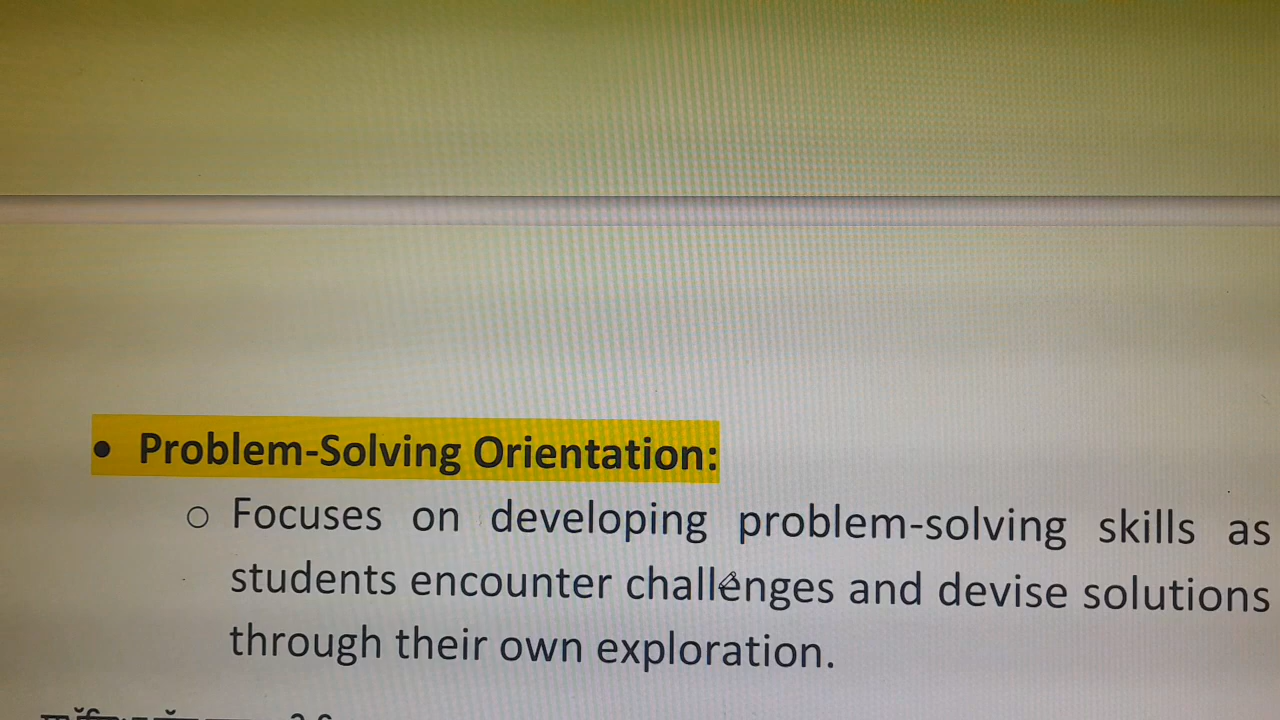 • Problem-Solving Orientation:
○ Focuses on developing problem-solving skills as
students encounter challenges and devise solutions
through their own exploration.